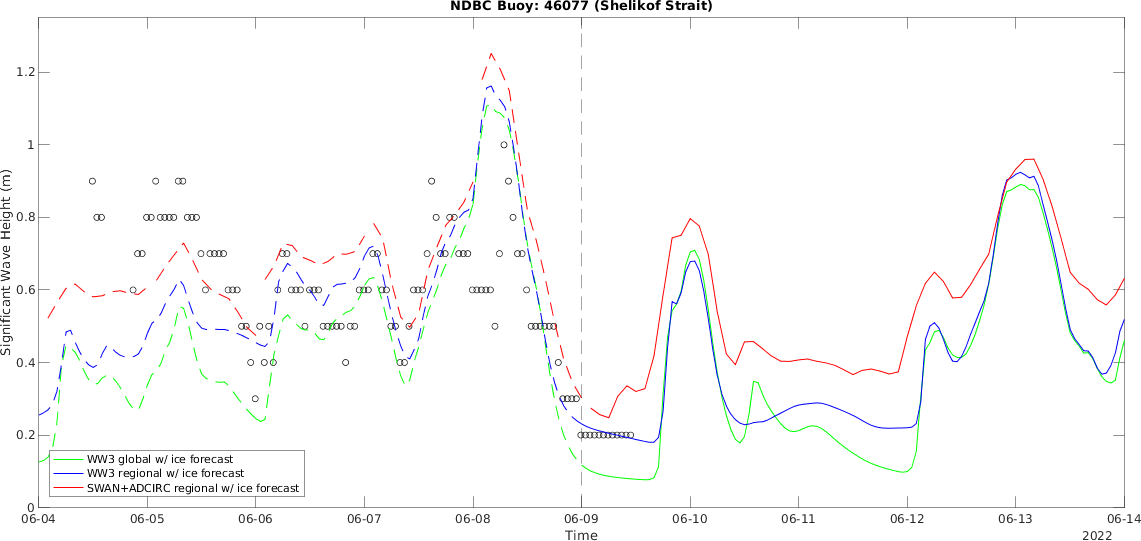 NDBC Buoy: 46077 (Shelikof Strait)
Significant Wave Height (m)
1.2
1
0.8
0.6
0.4
0.2
0
WW3 global w/ ice forecast
WW3 regional w/ ice forecast
SWAN+ADCIRC regional w/ ice forecast
06-04 06-05 06-06 06-07 06-08 06-09 06-10 06-11 06-12 06-13 06-14
Time
2022